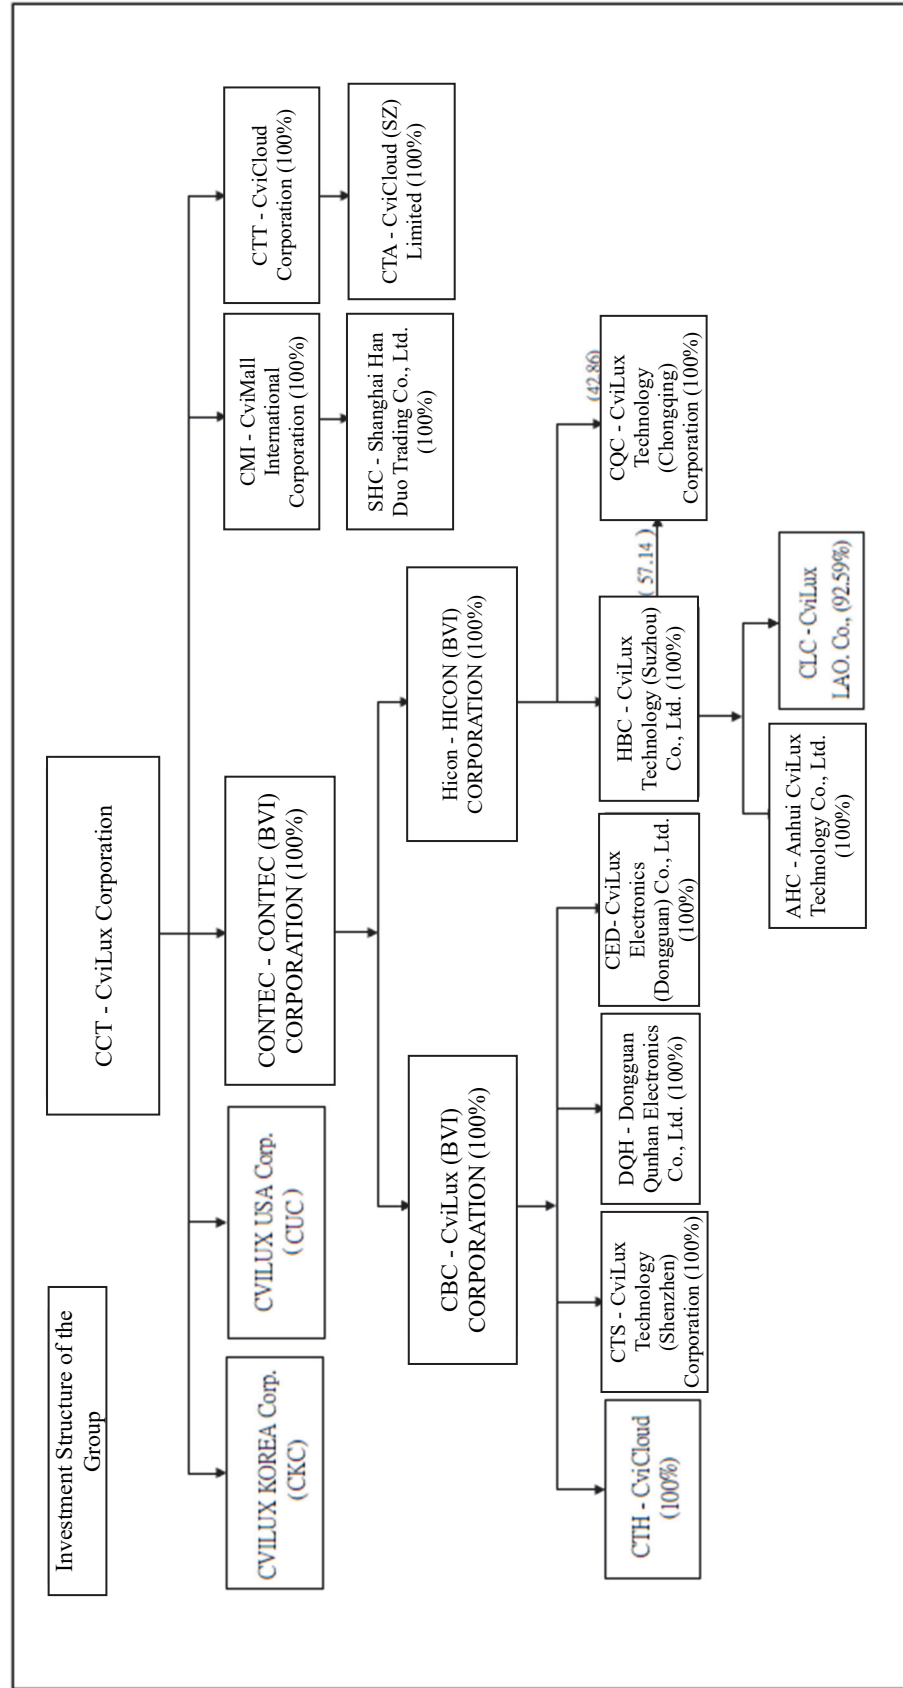 Investment Structure of the
Group
CCT - CviLux Corporation
CVILUX KOREA Corp.
(CKC)
CVILUX USA Corp.
(CUC)
CONTEC - CONTEC (BVI)
CORPORATION (100%)
CMI - CviMall
International
Corporation (100%)
CTT - CviCloud
Corporation (100%)
SHC - Shanghai Han
Duo Trading Co., Ltd.
(100%)
CTA - CviCloud (SZ)
Limited (100%)
CBC - CviLux (BVI)
CORPORATION (100%)
Hicon - HICON (BVI)
CORPORATION (100%)
CTH - CviCloud
(100%)
CTS - CviLux
Technology
(Shenzhen)
Corporation (100%)
DQH - Dongguan
Qunhan Electronics
Co., Ltd. (100%)
CED- CviLux
Electronics
(Dongguan) Co., Ltd.
(100%)
HBC - CviLux
Technology (Suzhou)
Co., Ltd. (100%)
( 57.14 )
(42.86)
CQC - CviLux
Technology
(Chongqing)
Corporation (100%)
AHC - Anhui CviLux
Technology Co., Ltd.
(100%)
CLC -CviLux
LAO. Co., (92.59%)